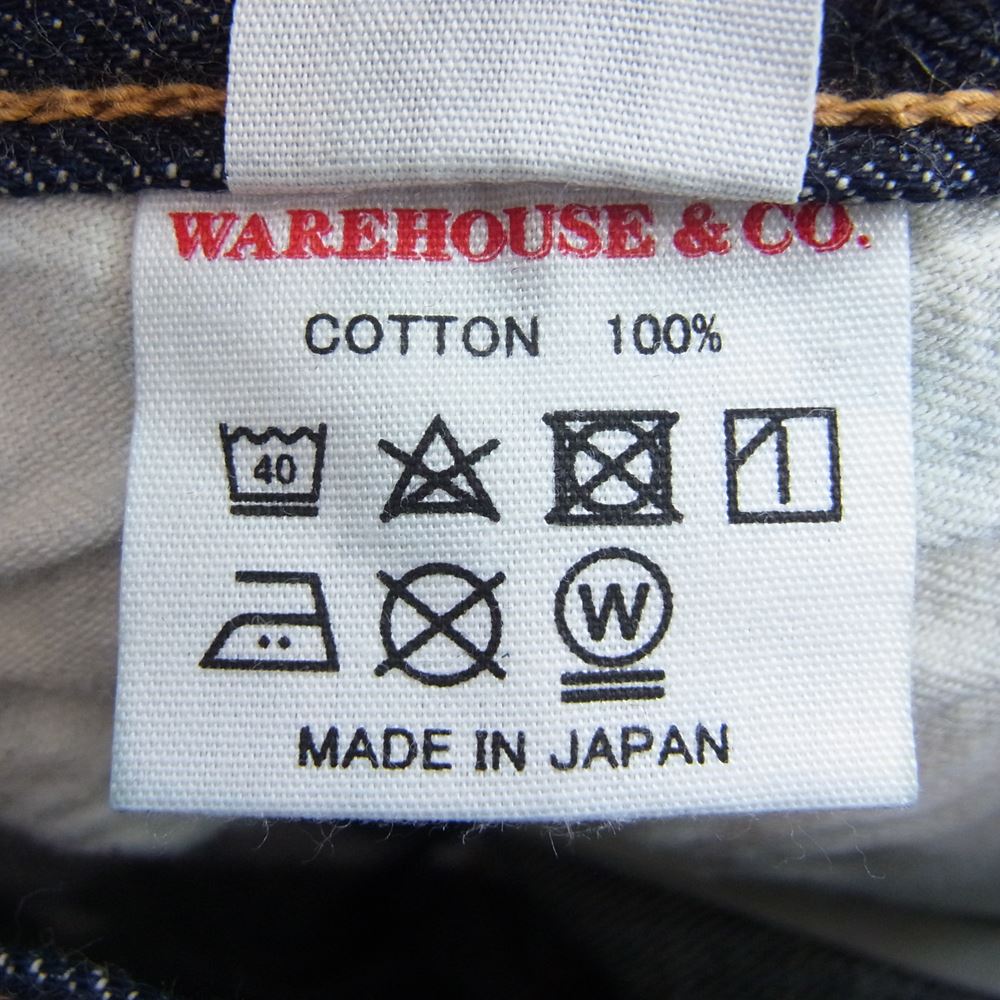 WAREHOUSE & CO.
COTTON 100%
40
W
MADE IN JAPAN